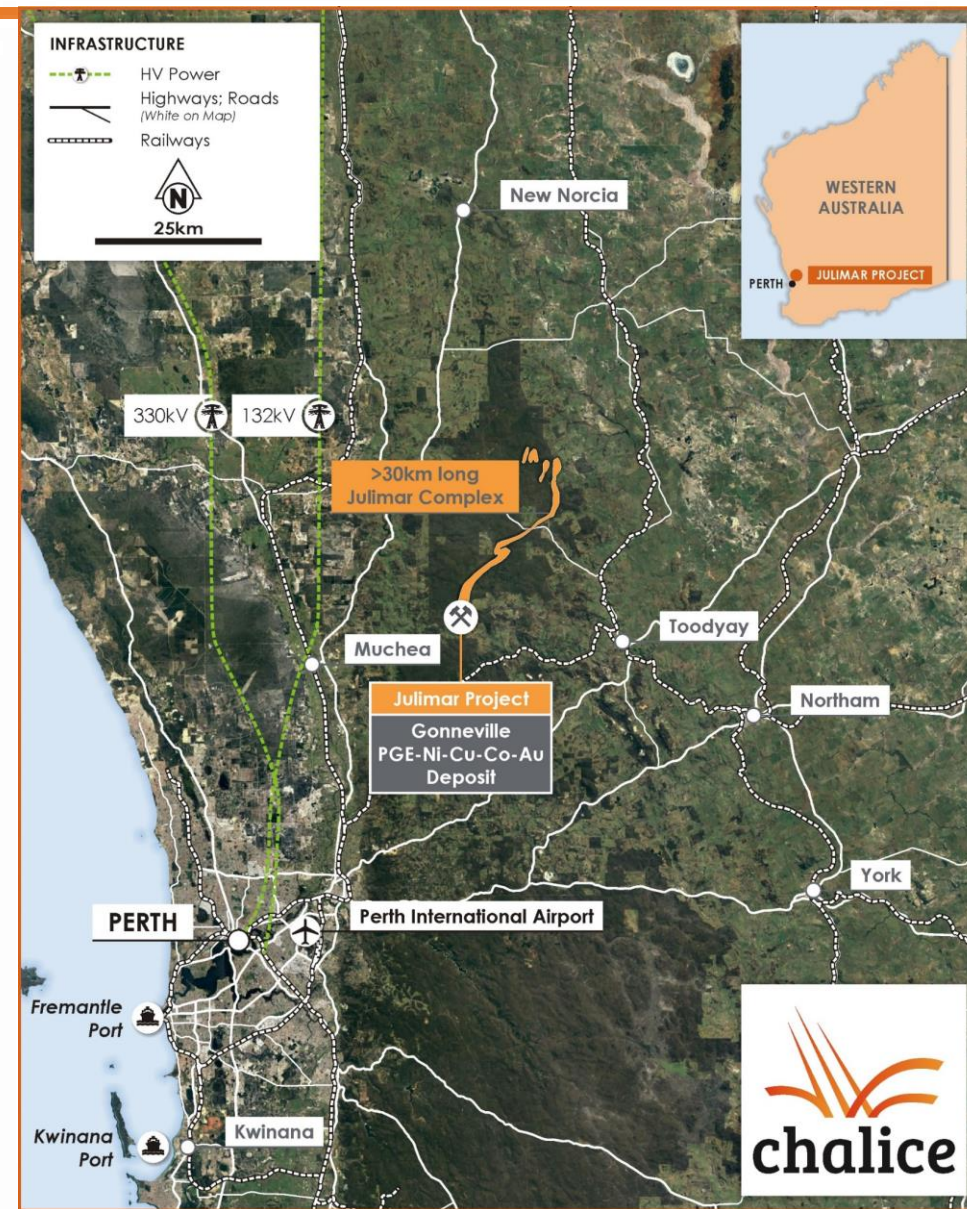 INFRASTRUCTURE
HV Power
Highways; Roads
(White on Map)
Railways
N
25km
New Norcia
WESTERN
AUSTRALIA
PERTH
JULIMAR PROJECT
330kV
132kV
>30km long
Julimar Complex
Muchea
Toodyay
Julimar Project
Gonneville
PGE-Ni-Cu-Co-Au
Deposit
Northam
York
PERTH
Perth International Airport
Fremantle
Port
Kwinana
Port
Kwinana
chalice